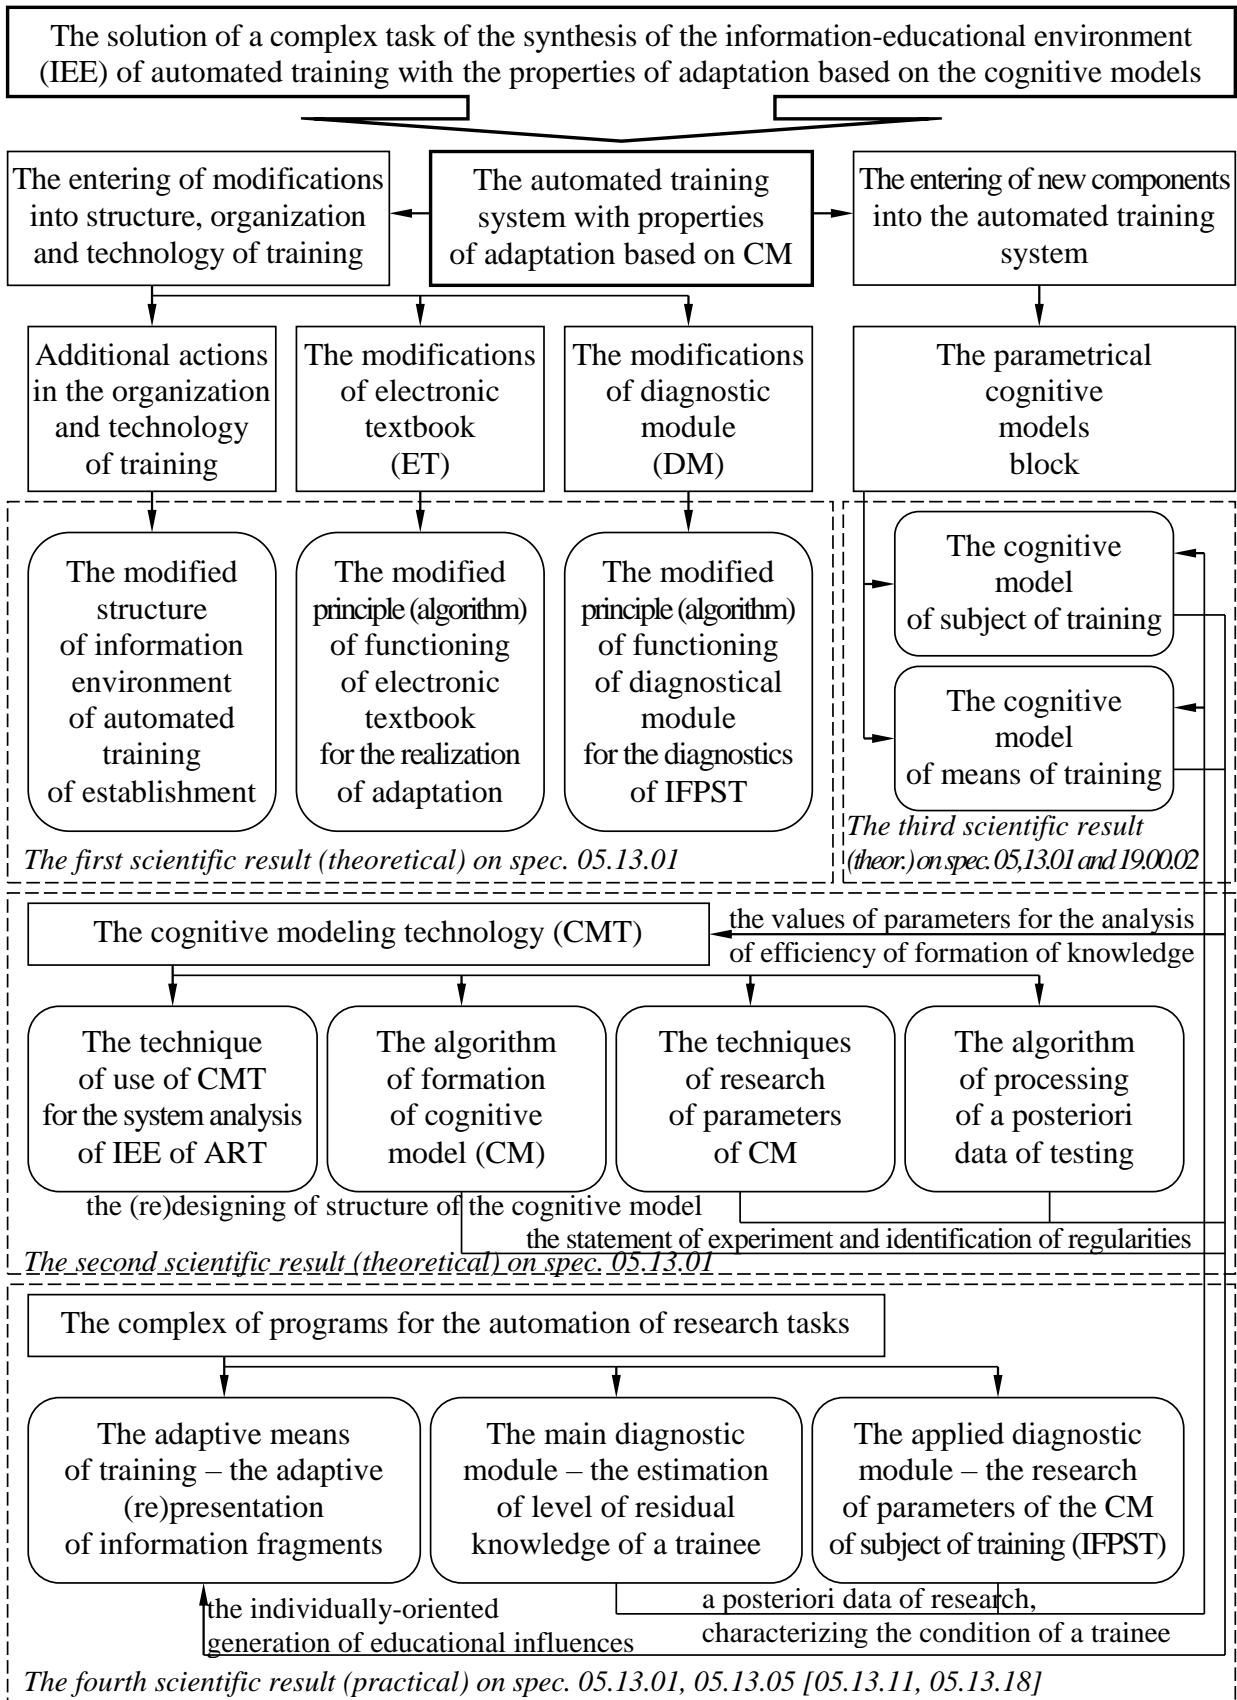 The solution of a complex task of the synthesis of the information-educational environment
(IEE) of automated training with the properties of adaptation based on the cognitive models
The entering of modifications
into structure, organization
and technology of training
The automated training
system with properties
of adaptation based on CM
The entering of new components
into the automated training
system
Additional actions
in the organization
and technology
of training
The modifications
of electronic
textbook
(ET)
The modifications
of diagnostic
module
(DM)
The parametrical
cognitive
models
block
The modified
structure
of information
environment
of automated
training
of establishment
The modified
principle (algorithm)
of functioning
of electronic
textbook
for the realization
of adaptation
The modified
principle (algorithm)
of functioning
of diagnostical
module
for the diagnostics
of IFPST
The first scientific result (theoretical) on spec. 05.13.01
The cognitive
model
of subject of training
The cognitive
model
of means of training
The third scientific result
(theor.) on spec. 05,13.01 and 19.00.02
The cognitive modeling technology (CMT)
the values of parameters for the analysis
of efficiency of formation of knowledge
The technique
of use of CMT
for the system analysis
of IEE of ART
The algorithm
of formation
of cognitive
model (CM)
The techniques
of research
of parameters
of CM
The algorithm
of processing
of a posteriori
data of testing
the (re)designing of structure of the cognitive model
the statement of experiment and identification of regularities
The second scientific result (theoretical) on spec. 05.13.01
The complex of programs for the automation of research tasks
The adaptive means
of training – the adaptive
(re)presentation
of information fragments
The main diagnostic
module – the estimation
of level of residual
knowledge of a trainee
The applied diagnostic
module – the research
of parameters of the CM
of subject of training (IFPST)
the individually-oriented
generation of educational influences
a posteriori data of research,
characterizing the condition of a trainee
The fourth scientific result (practical) on spec. 05.13.01, 05.13.05 [05.13.11, 05.13.18]